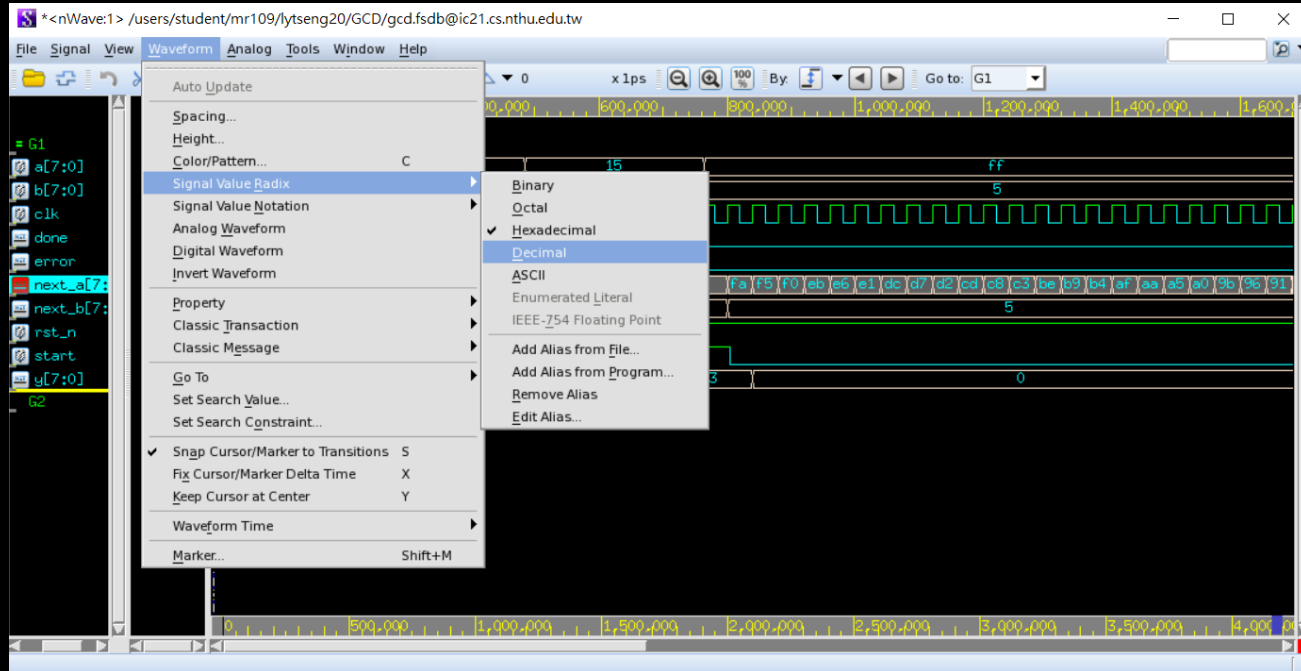 *<nWave:1> /users/student/mr109/lytseng20/GCD/gcd.fsdb@ic21.cs.nthu.edu.tw
File Signal View Waveform Analog Tools Window Help
0 x 1ps 100 % By: Go to: G1
Auto Update
Spacing...
Height...
Color/Pattern... C
Signal Value Radix
Signal Value Notation
Analog Waveform
Digital Waveform
Invert Waveform
Property
Classic Transaction
Classic Message
Go To
Set Search Value...
Set Search Constraint...
Snap Cursor/Marker to Transitions S
Fix Cursor/Marker Delta Time X
Keep Cursor at Center Y
Waveform Time
Marker... Shift+M
Binary
Octal
Hexadecimal
Decimal
ASCII
Enumerated Literal
IEEE-754 Floating Point
Add Alias from File...
Add Alias from Program...
Remove Alias
Edit Alias...
600,000 800,000 1,000,000 1,200,000 1,400,000
= G1
a[7:0] 15 ff
b[7:0] 5
clk
done
error
next_a[7: fa f5 f0 eb e6 e1 dc d7 d2 cd c8 c3 be b9 b4 af aa a5 a0 9b 96 91
next_b[7: 5
rst_n
start
y[7:0] 3 0
G2
0 500,000 1,000,000 1,500,000 2,000,000 2,500,000 3,000,000 3,500,000